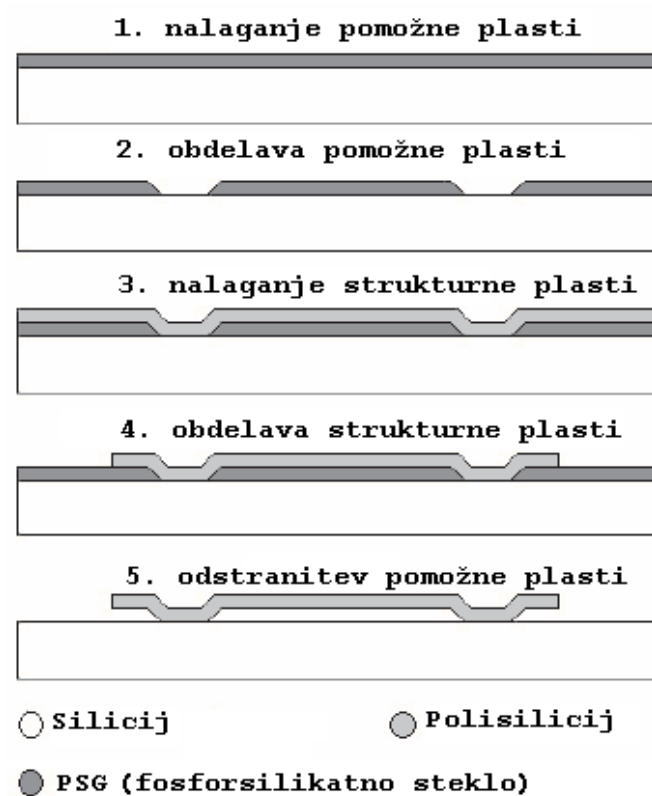 1. nalaganje pomožne plasti
2. obdelava pomožne plasti
3. nalaganje strukturne plasti
4. obdelava strukturne plasti
5. odstranitev pomožne plasti
Silicij
Polisilicij
PSG (fosforsilikatno steklo)